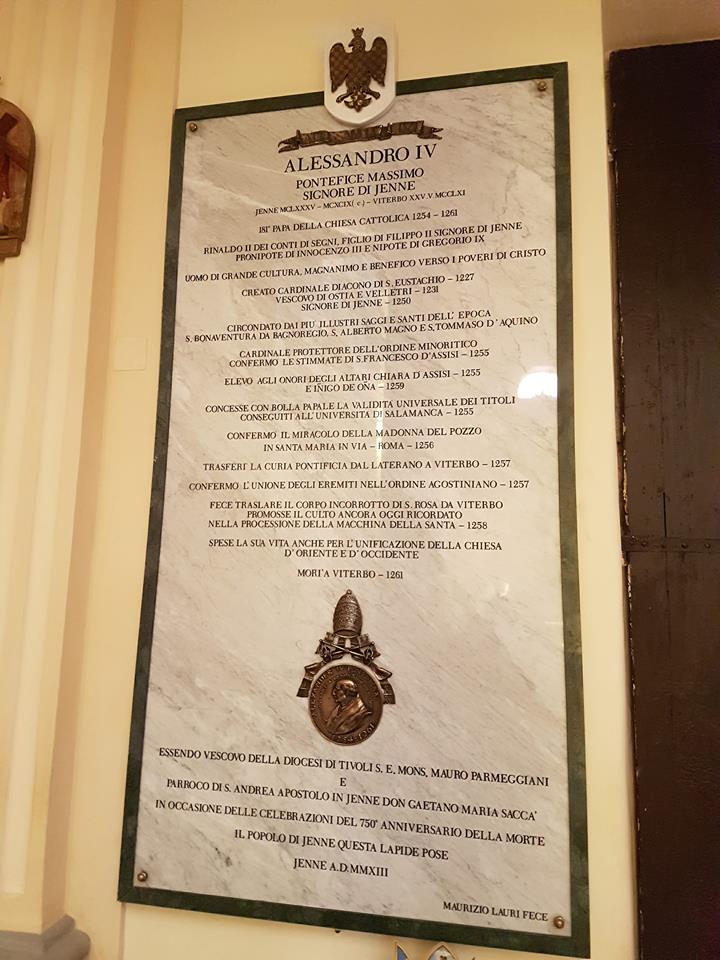 ALESSANDRO IV
PONTEFICE MASSIMO
SIGNORE DI JENNE
JENNE MCLXXXV – MCXCIX ( c.) – VITERBO XXV.V.MCCLXI
181° PAPA DELLA CHIESA CATTOLICA 1254 – 1261
RINALDO II DEI CONTI DI SEGNI, FIGLIO DI FILIPPO II SIGNORE DI JENNE
PRONIPOTE DI INNOCENZO III E NIPOTE DI GREGORIO IX
UOMO DI GRANDE CULTURA, MAGNANIMO E BENEFICO VERSO I POVERI DI CRISTO
CREATO CARDINALE DIACONO DI S. EUSTACHIO – 1227
VESCOVO DI OSTIA E VELLETRI – 1231
SIGNORE DI JENNE – 1250
CIRCONDATO DAI PIU' ILLUSTRI SAGGI E SANTI DELL' EPOCA
S. BONAVENTURA DA BAGNOREGIO, S. ALBERTO MAGNO E S. TOMMASO D' AQUINO
CARDINALE PROTETTORE DELL'ORDINE MINORITICO
CONFERMO' LE STIMMATE DI S.FRANCESCO D'ASSISI – 1255
ELEVO' AGLI ONORI DEGLI ALTARI CHIARA D'ASSISI – 1255
E IÑIGO DE OÑA – 1259
CONCESSE CON BOLLA PAPALE LA VALIDITA' UNIVERSALE DEI TITOLI
CONSEGUITI ALL'UNIVERSITA' DI SALAMANCA – 1255
CONFERMO' IL MIRACOLO DELLA MADONNA DEL POZZO
IN SANTA MARIA IN VIA – ROMA – 1256
TRASFERI' LA CURIA PONTIFICIA DAL LATERANO A VITERBO – 1257
CONFERMO' L'UNIONE DEGLI EREMITI NELL'ORDINE AGOSTINIANO – 1257
FECE TRASLARE IL CORPO INCORROTTO DI S. ROSA DA VITERBO
PROMOSSE IL CULTO ANCORA OGGI RICORDATO
NELLA PROCESSIONE DELLA MACCHINA DELLA SANTA – 1258
SPESE LA SUA VITA ANCHE PER L'UNIFICAZIONE DELLA CHIESA
D' ORIENTE E D' OCCIDENTE
MORI'A VITERBO – 1261
1254-1261
ESSENDO VESCOVO DELLA DIOCESI DI TIVOLI S. E. MONS. MAURO PARMEGGIANI
E
PARROCO DI S. ANDREA APOSTOLO IN JENNE DON GAETANO MARIA SACCA'
IN OCCASIONE DELLE CELEBRAZIONI DEL 750° ANNIVERSARIO DELLA MORTE
IL POPOLO DI JENNE QUESTA LAPIDE POSE
JENNE A.D.MMXIII
MAURIZIO LAURI FECE